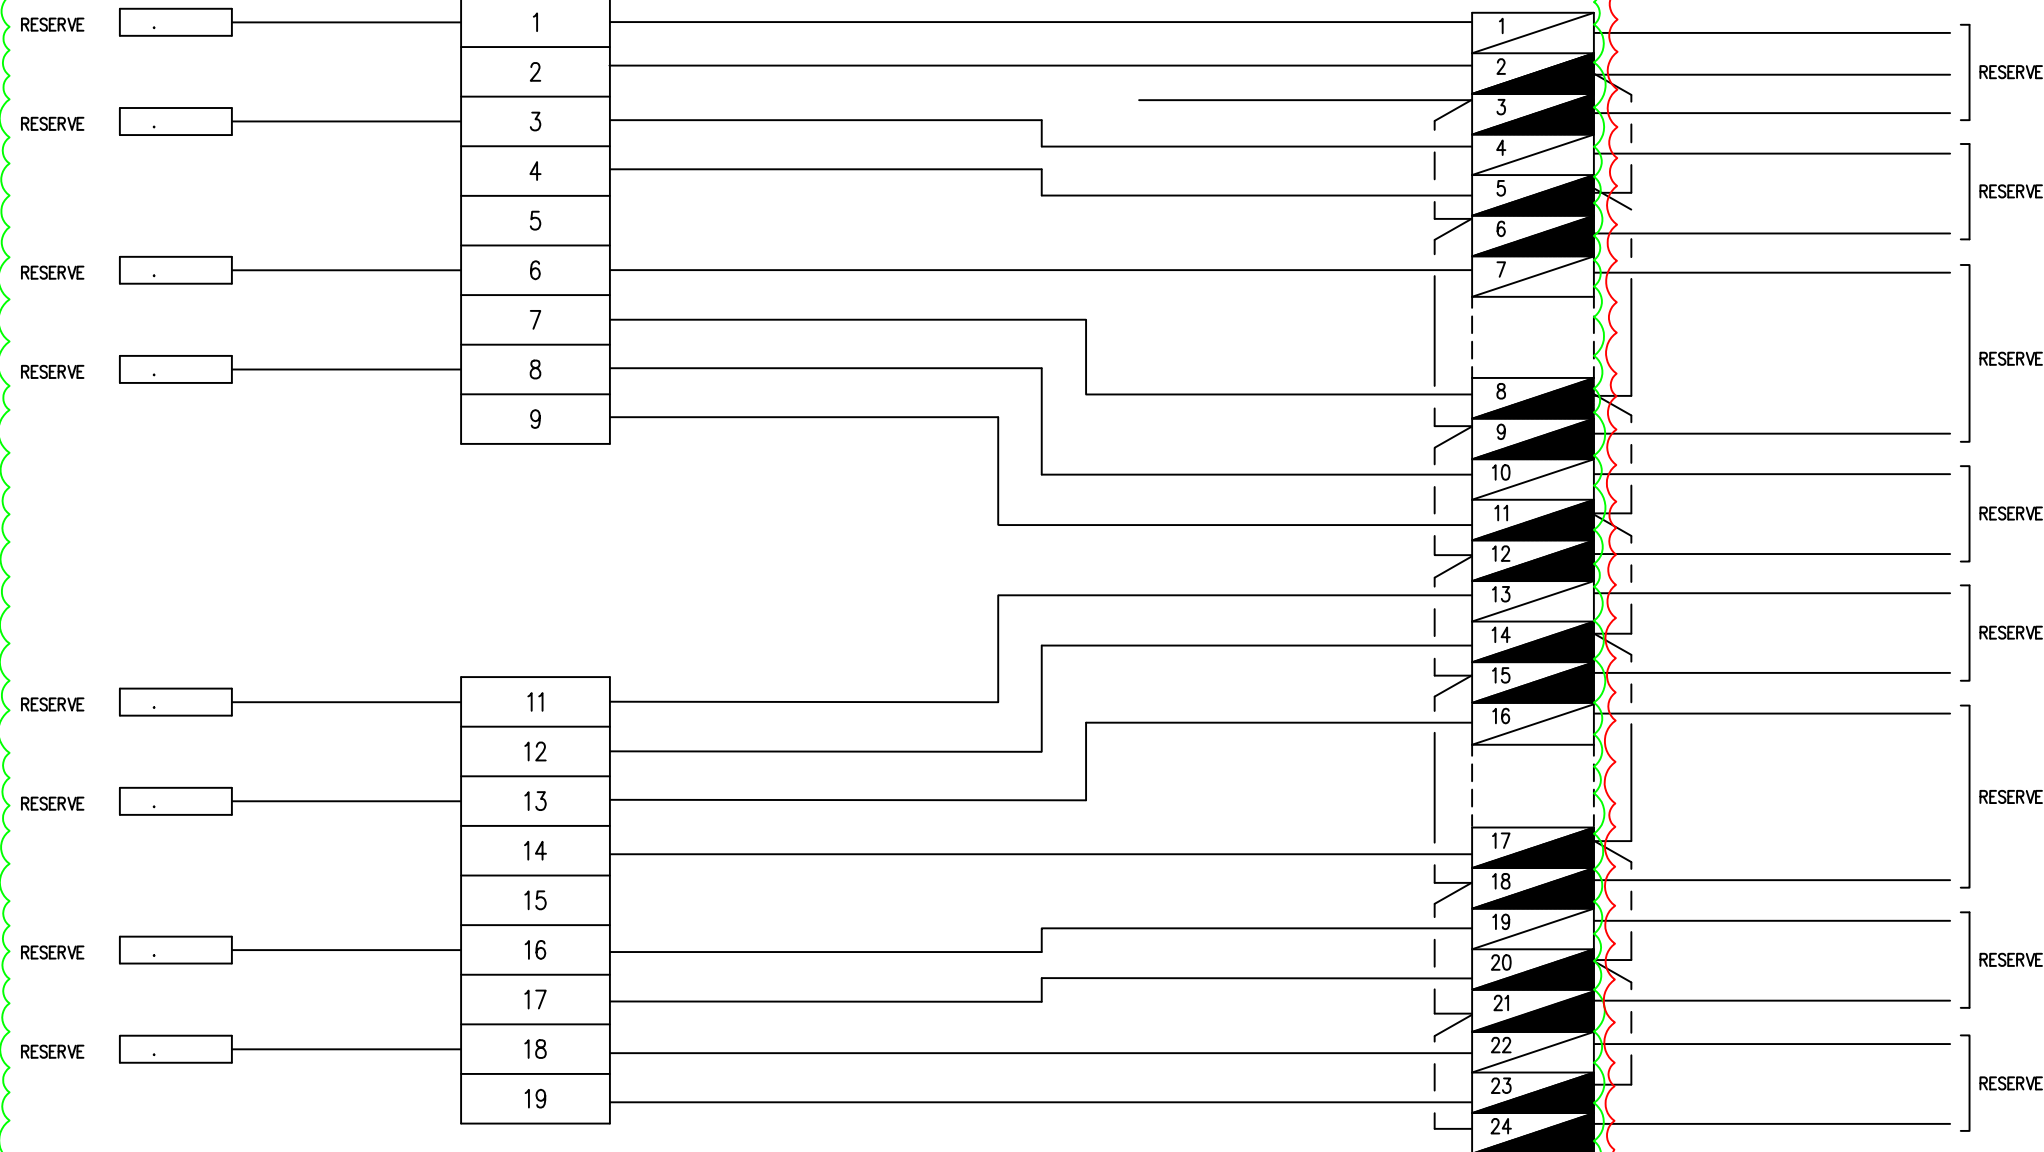 RESERVE . 1 1
2 2 RESERVE
RESERVE . 3 3
4 4
5 5 RESERVE
6
RESERVE . 6 7
7
RESERVE . 8 8 RESERVE
9 9
10
11 RESERVE
12
13
14 RESERVE
15
RESERVE . 11 16
12
RESERVE . 13 RESERVE
14 17
15 18
RESERVE . 16 19
17 20 RESERVE
21
RESERVE . 18 22
19 23 RESERVE
24